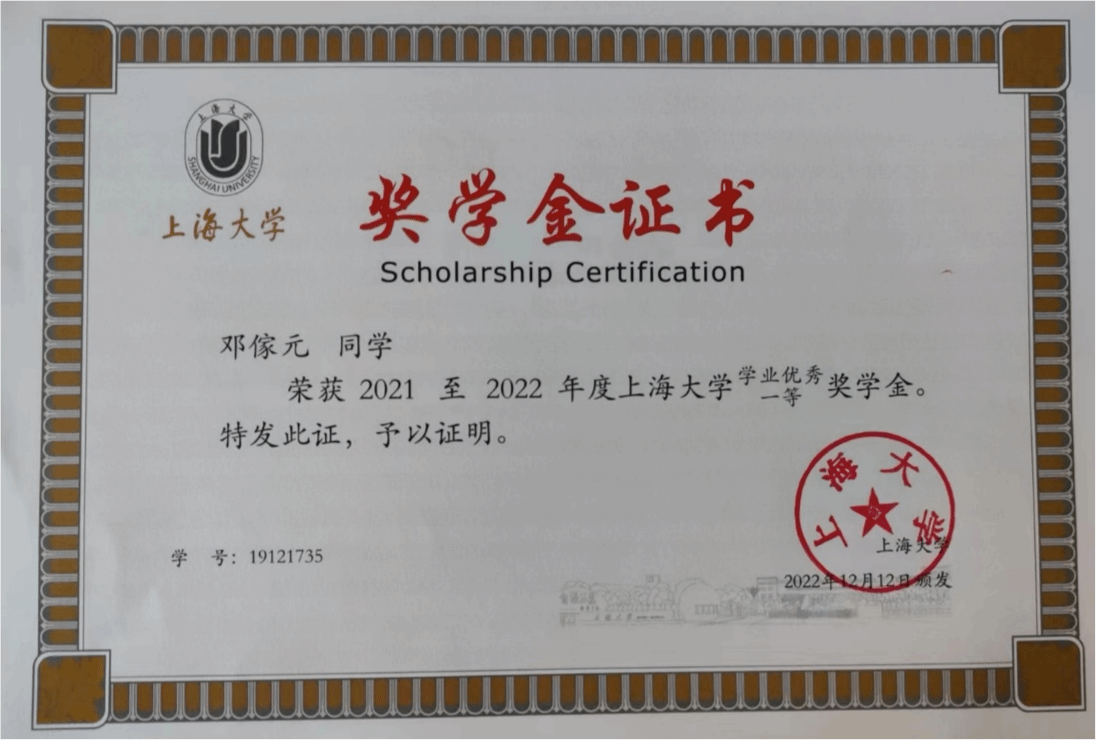 上海大学
SHANGHAI UNIVERSITY
上海大学
奖学金证书
Scholarship Certification
邓傢元 同学
荣获 2021 至 2022 年度上海大学学业优秀一等奖学金。
特发此证，予以证明。
上海大学
学 号：19121735
上海大学
2022年12月12日颁发